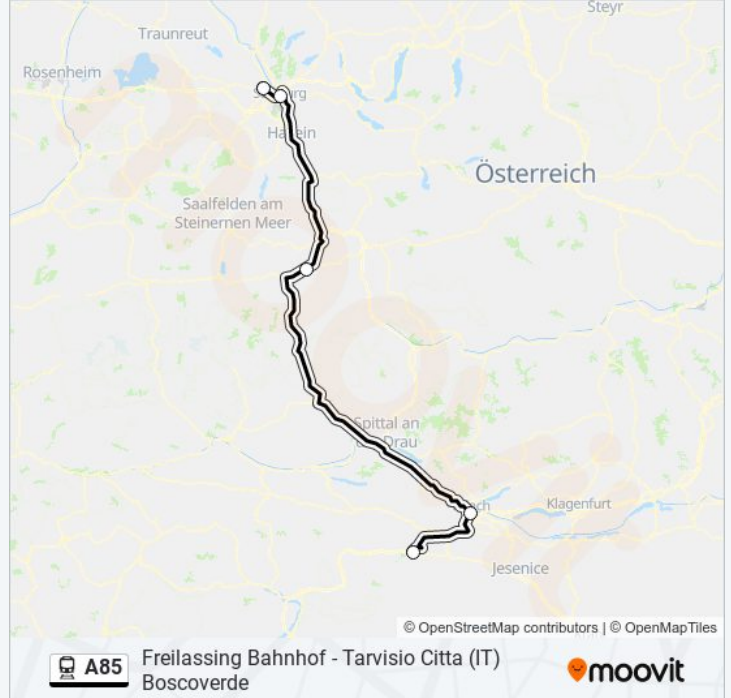 Steyr
Traunreut
Rosenheim
Österreich
Saalfelden am
Steinernen Meer
Spittal an
Drau
Klagenfurt
Jesenice
© OpenStreetMap contributors | © OpenMapTiles
A85
Freilassing Bahnhof - Tarvisio Citta (IT)
Boscoverde
moovit